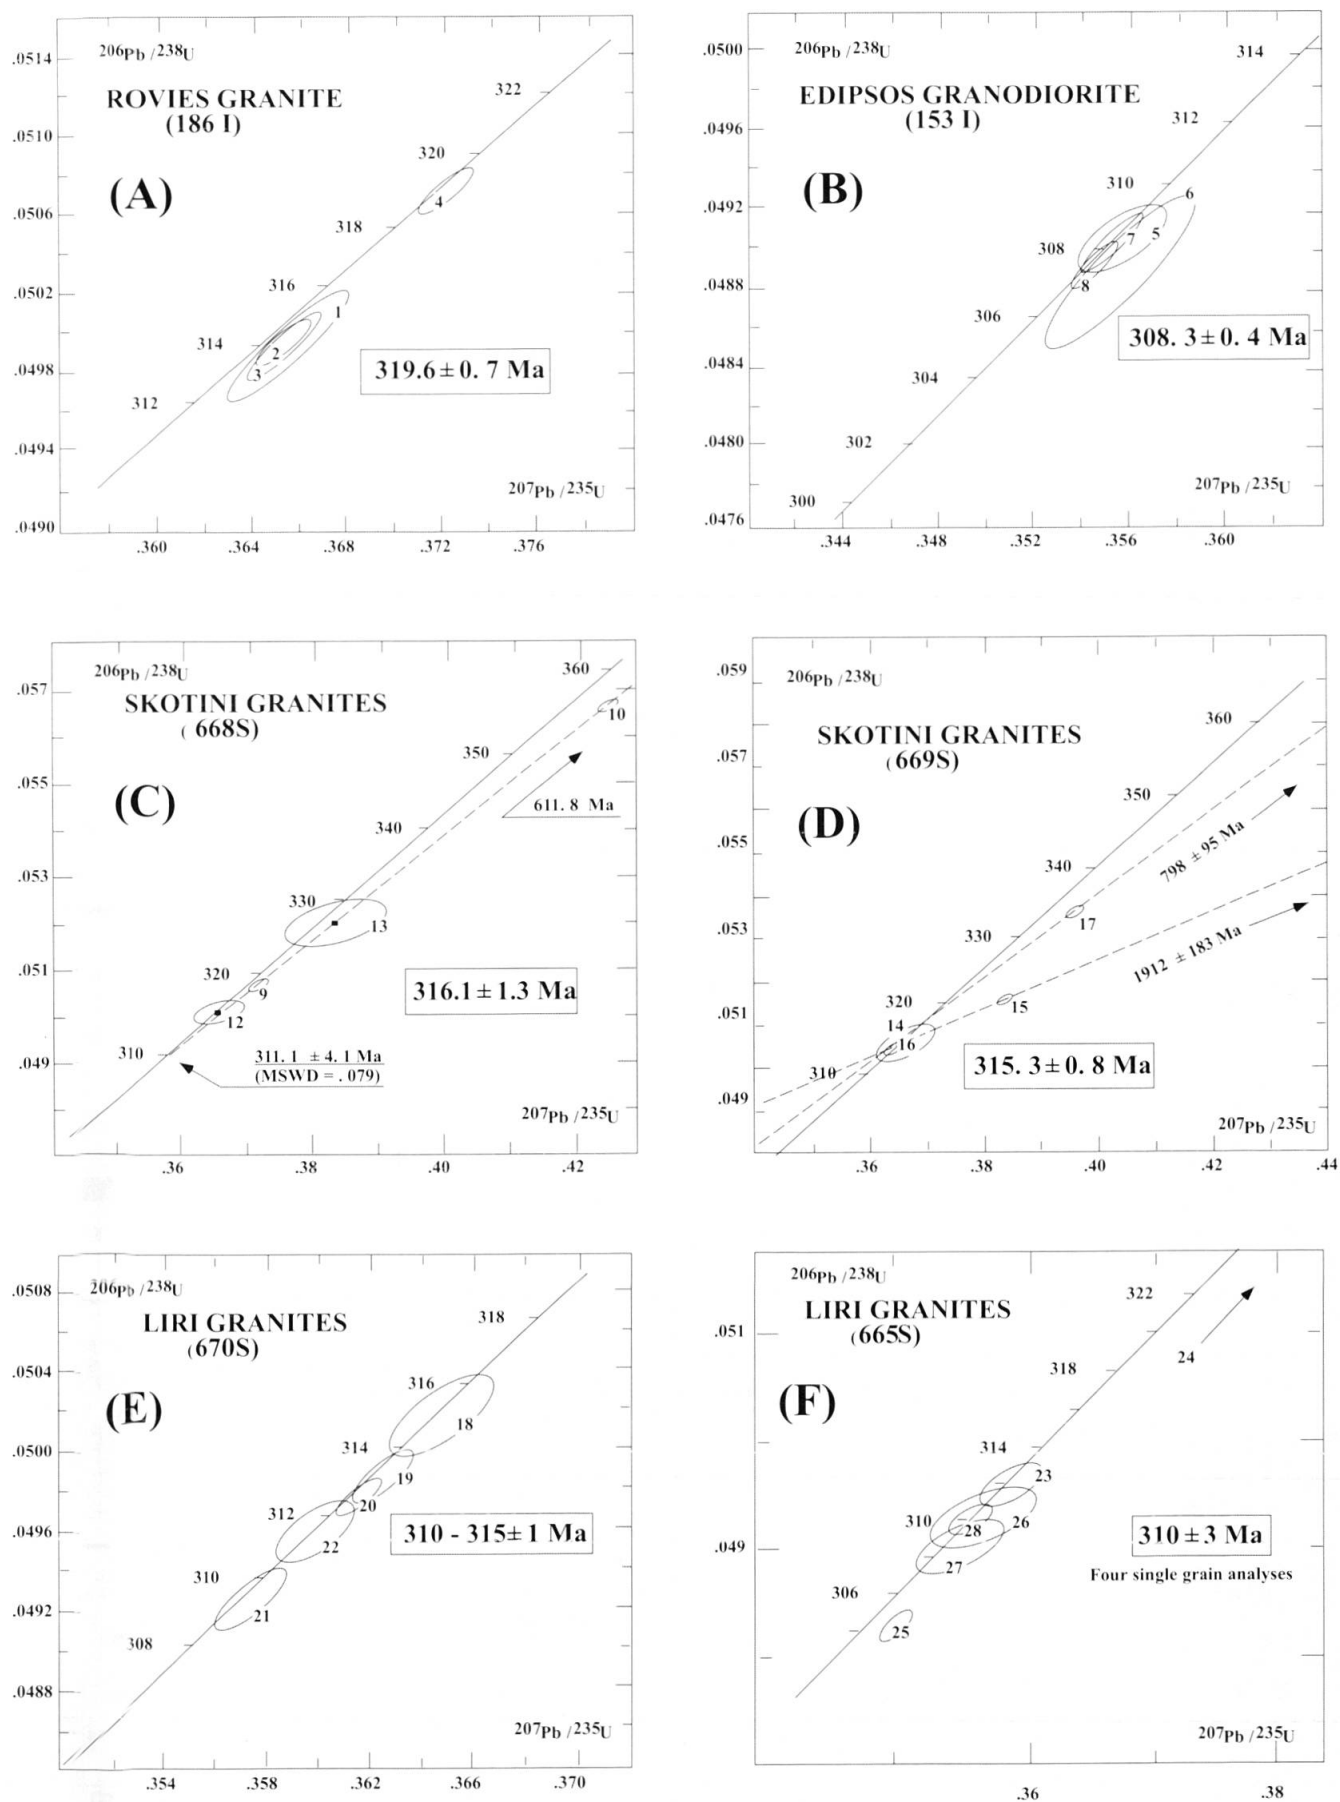 206Pb /238U
ROVIES GRANITE
(186 I)
(A)
.0514
.0510
.0506
.0502
.0498
.0494
.0490
322
320
318
316
314
312
4
1
2
3
319.6 ± 0. 7 Ma
207Pb /235U
.360
.364
.368
.372
.376
206Pb /238U
EDIPSOS GRANODIORITE
(153 I)
(B)
.0500
.0496
.0492
.0488
.0484
.0480
.0476
314
312
310
308
306
304
302
300
6
5
7
8
308. 3 ± 0. 4 Ma
207Pb /235U
.344
.348
.352
.356
.360
206Pb /238U
SKOTINI GRANITES
( 668S)
(C)
.057
.055
.053
.051
.049
360
350
340
330
320
310
10
13
9
12
611. 8 Ma
316.1 ± 1.3 Ma
311. 1 ± 4. 1 Ma
(MSWD = . 079)
207Pb /235U
.36
.38
.40
.42
206Pb /238U
SKOTINI GRANITES
(669S)
(D)
.059
.057
.055
.053
.051
.049
360
350
340
330
320
310
17
15
14
16
798 ± 95 Ma
1912 ± 183 Ma
315. 3 ± 0. 8 Ma
207Pb /235U
.36
.38
.40
.42
.44
206Pb /238U
LIRI GRANITES
(670S)
(E)
.0508
.0504
.0500
.0496
.0492
.0488
318
316
314
312
310
308
18
19
20
22
21
310 - 315± 1 Ma
207Pb /235U
.354
.358
.362
.366
.370
206Pb /238U
LIRI GRANITES
(665S)
(F)
.051
.049
322
318
314
310
306
24
23
26
28
27
25
310 ± 3 Ma
Four single grain analyses
207Pb /235U
.36
.38